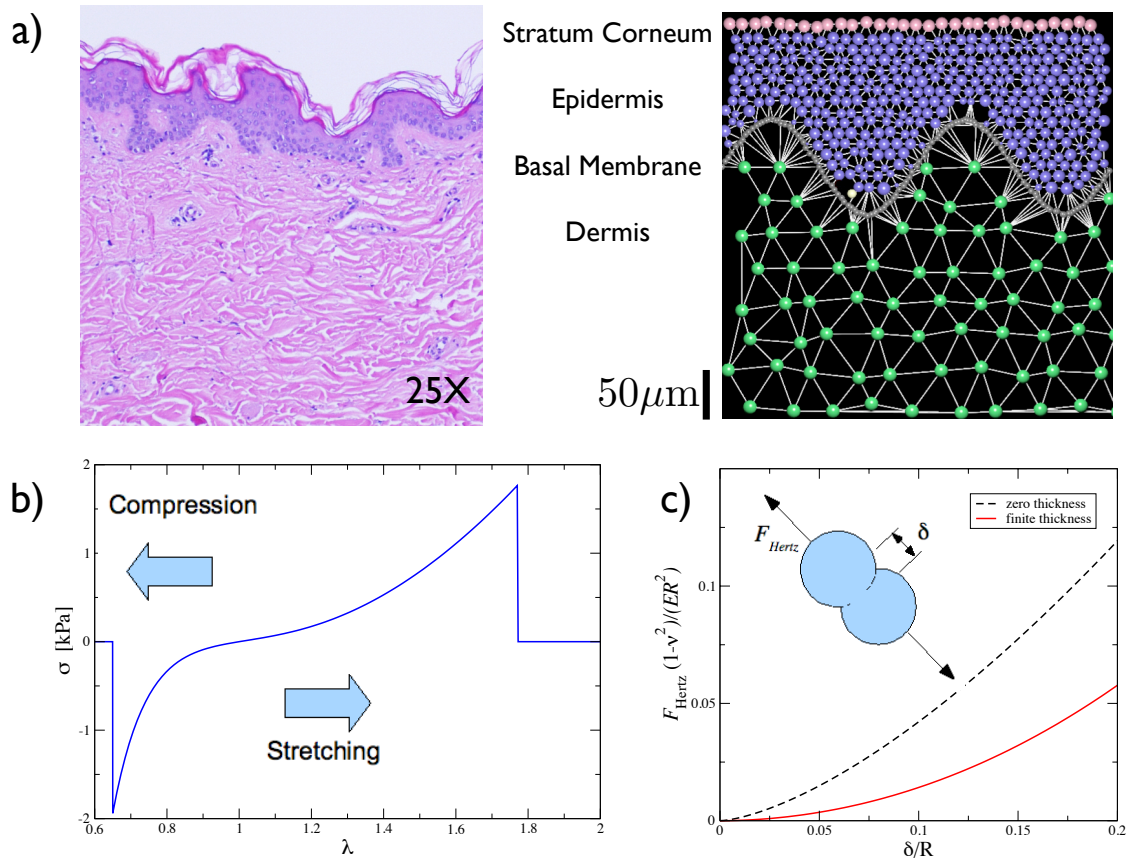 a)
Stratum Corneum
Epidermis
Basal Membrane
Dermis
25X
50μm
b)
Compression
Stretching
σ [kPa]
2
1
0
-1
-2
0.6 0.8 1 1.2 1.4 1.6 1.8 2
λ
c)
zero thickness
finite thickness
F_Hertz
δ
F_Hertz (1-ν²)/(ER²)
0.1
0.05
0
0 0.05 0.1 0.15 0.2
δ/R